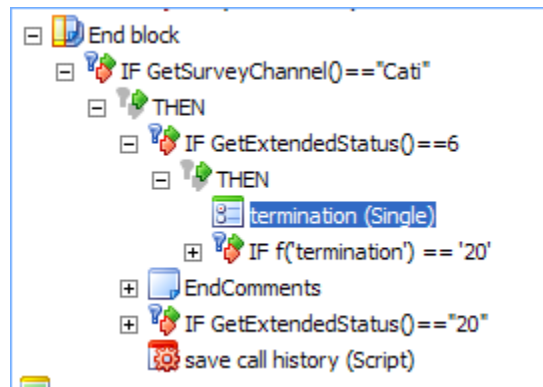 End block
IF GetSurveyChannel()=="Cati"
THEN
IF GetExtendedStatus()==6
THEN
termination (Single)
IF f('termination') == '20'
EndComments
IF GetExtendedStatus()=="20"
save call history (Script)